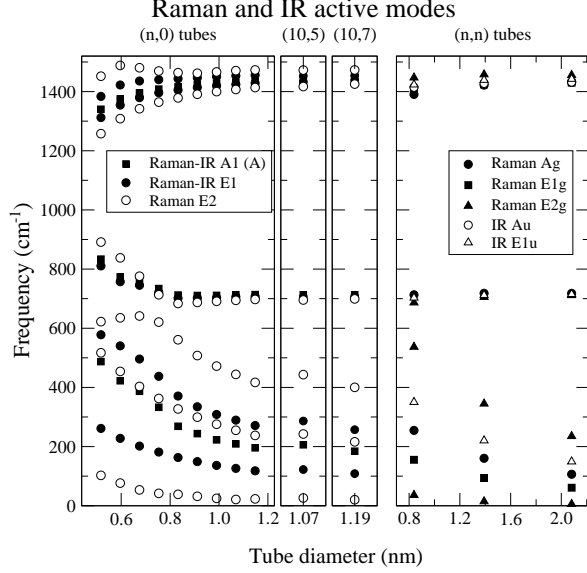 Raman and IR active modes
(n,0) tubes (10,5) (10,7) (n,n) tubes
1400
1200
1000
800
600
400
200
0
Frequency (cm⁻¹)
Raman-IR A1 (A)
Raman-IR E1
Raman E2
Raman Ag
Raman E1g
Raman E2g
IR Au
IR E1u
0.6 0.8 1.0 1.2 1.07 1.19 0.8 1.2 1.6 2.0
Tube diameter (nm)